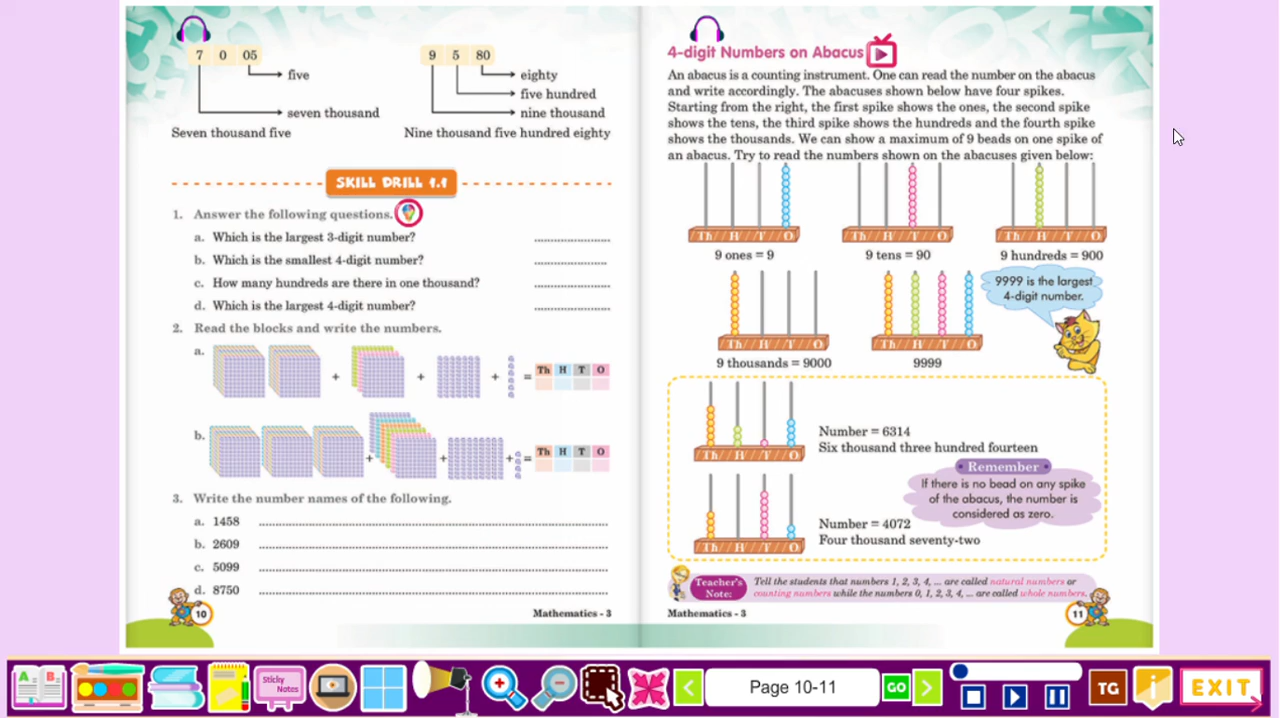 7 0 05
five
seven thousand
Seven thousand five
9 5 80
eighty
five hundred
nine thousand
Nine thousand five hundred eighty
SKILL DRILL 1.1
1. Answer the following questions.
a. Which is the largest 3-digit number? ....................
b. Which is the smallest 4-digit number? ....................
c. How many hundreds are there in one thousand? ....................
d. Which is the largest 4-digit number? ....................
2. Read the blocks and write the numbers.
a. + + + = Th H T O
b. + + + = Th H T O
3. Write the number names of the following.
a. 1458 ....................
b. 2609 ....................
c. 5099 ....................
d. 8750 ....................
10
Mathematics - 3
4-digit Numbers on Abacus
An abacus is a counting instrument. One can read the number on the abacus
and write accordingly. The abacuses shown below have four spikes.
Starting from the right, the first spike shows the ones, the second spike
shows the tens, the third spike shows the hundreds and the fourth spike
shows the thousands. We can show a maximum of 9 beads on one spike of
an abacus. Try to read the numbers shown on the abacuses given below:
Th H T O
Th H T O
Th H T O
9 ones = 9
9 tens = 90
9 hundreds = 900
9999 is the largest
4-digit number.
Th H T O
Th H T O
9 thousands = 9000
9999
Number = 6314
Six thousand three hundred fourteen
Th H T O
Remember
If there is no bead on any spike
of the abacus, the number is
considered as zero.
Number = 4072
Four thousand seventy-two
Th H T O
Teacher's
Note:
Tell the students that numbers 1, 2, 3, 4, ... are called natural numbers or
counting numbers while the numbers 0, 1, 2, 3, 4, ... are called whole numbers.
Mathematics - 3
11
A B
Sticky
Notes
Page 10-11
GO
TG
i
EXIT